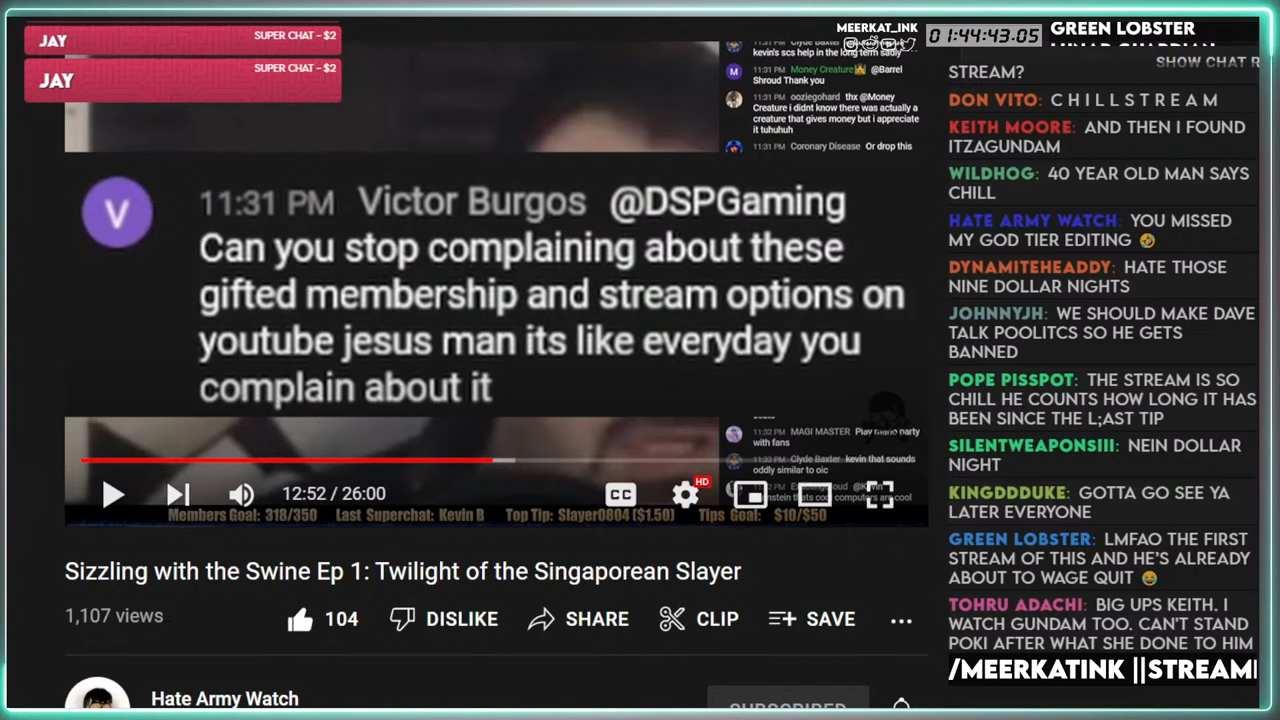 JAY
SUPER CHAT - $2
JAY
SUPER CHAT - $2
MEERKAT_INK
01:44:43.05
GREEN LOBSTER
SHOW CHAT R
kevin's scs help in the long term sadly
11:31 PM Money Creature @Barrel
Shroud Thank you
11:31 PM ooziegohard thx @Money
Creature i didnt know there was actually a
creature that gives money but i appreciate
it tuhuhuh
11:31 PM Coronary Disease Or drop this
V
11:31 PM Victor Burgos @DSPGaming
Can you stop complaining about these
gifted membership and stream options on
youtube jesus man its like everyday you
complain about it
11:32 PM MAGI MASTER Play mano party
with fans
11:32 PM Clyde Baxter kevin that sounds
oddly similar to oic
12:52 / 26:00
CC
HD
Members Goal: 318/350 Last Superchat: Kevin B Top Tip: Slayer0804 ($1.50) Tips Goal: $10/$50
Sizzling with the Swine Ep 1: Twilight of the Singaporean Slayer
1,107 views
104
DISLIKE
SHARE
CLIP
SAVE
Hate Army Watch
SUBSCRIBED
STREAM?
DON VITO: C H I L L S T R E A M
KEITH MOORE: AND THEN I FOUND
ITZAGUNDAM
WILDHOG: 40 YEAR OLD MAN SAYS
CHILL
HATE ARMY WATCH: YOU MISSED
MY GOD TIER EDITING 🤣
DYNAMITEHEADDY: HATE THOSE
NINE DOLLAR NIGHTS
JOHNNYJH: WE SHOULD MAKE DAVE
TALK POOLITCS SO HE GETS
BANNED
POPE PISSPOT: THE STREAM IS SO
CHILL HE COUNTS HOW LONG IT HAS
BEEN SINCE THE L;AST TIP
SILENTWEAPONSIII: NEIN DOLLAR
NIGHT
KINGDDDUKE: GOTTA GO SEE YA
LATER EVERYONE
GREEN LOBSTER: LMFAO THE FIRST
STREAM OF THIS AND HE'S ALREADY
ABOUT TO WAGE QUIT 😂
TOHRU ADACHI: BIG UPS KEITH. I
WATCH GUNDAM TOO. CAN'T STAND
POKI AFTER WHAT SHE DONE TO HIM
/MEERKATINK ||STREAM